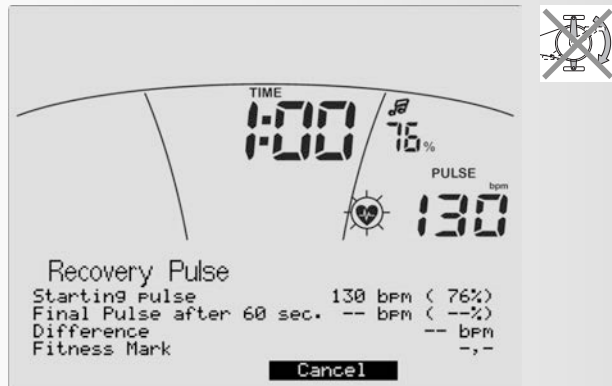 TIME
1:00
76%
PULSE
bpm
130
Recovery Pulse
Starting pulse 130 bpm ( 76%)
Final Pulse after 60 sec. -- bpm ( --%)
Difference -- bpm
Fitness Mark -,-
Cancel